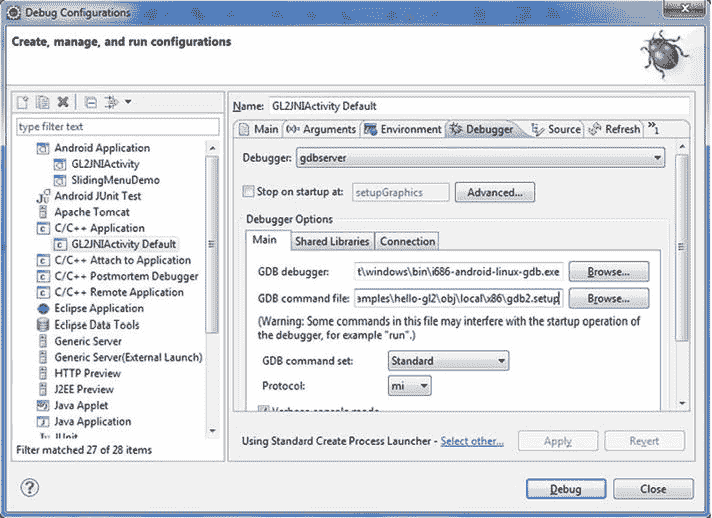 Debug Configurations
Create, manage, and run configurations
type filter text
Android Application
GL2JNIActivity
SlidingMenuDemo
Android JUnit Test
Apache Tomcat
C/C++ Application
GL2JNIActivity Default
C/C++ Attach to Application
C/C++ Postmortem Debugger
C/C++ Remote Application
Eclipse Application
Eclipse Data Tools
Generic Server
Generic Server(External Launch)
HTTP Preview
J2EE Preview
Java Applet
Java Application
JUnit
Filter matched 27 of 28 items
Name: GL2JNIActivity Default
Main Arguments Environment Debugger Source Refresh »1
Debugger: gdbserver
Stop on startup at: setupGraphics Advanced...
Debugger Options
Main Shared Libraries Connection
GDB debugger: t\windows\bin\i686-android-linux-gdb.exe Browse...
GDB command file: amples\hello-gl2\obj\local\x86\gdb2.setup Browse...
(Warning: Some commands in this file may interfere with the startup operation of
the debugger, for example "run".)
GDB command set: Standard
Protocol: mi
Verbose console mode
Using Standard Create Process Launcher - Select other... Apply Revert
? Debug Close